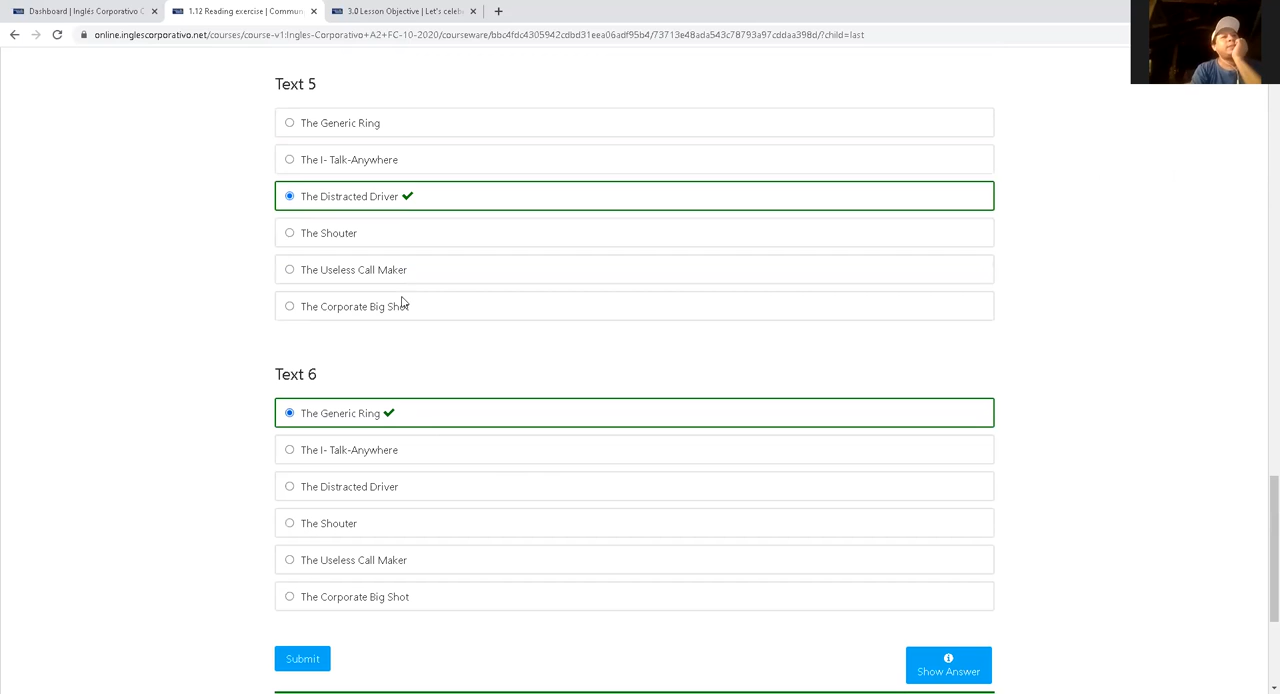 Dashboard | Inglés Corporativo C
1.12 Reading exercise | Commun
3.0 Lesson Objective | Let's celeb
online.inglescorporativo.net/courses/course-v1:Ingles-Corporativo+A2+FC-10-2020/courseware/bbc4fdc4305942cdbd31eea06adf95b4/73713e48ada543c78793a97cddaa398d/?child=last
Text 5
The Generic Ring
The I- Talk-Anywhere
The Distracted Driver
The Shouter
The Useless Call Maker
The Corporate Big Shot
Text 6
The Generic Ring
The I- Talk-Anywhere
The Distracted Driver
The Shouter
The Useless Call Maker
The Corporate Big Shot
Submit
Show Answer